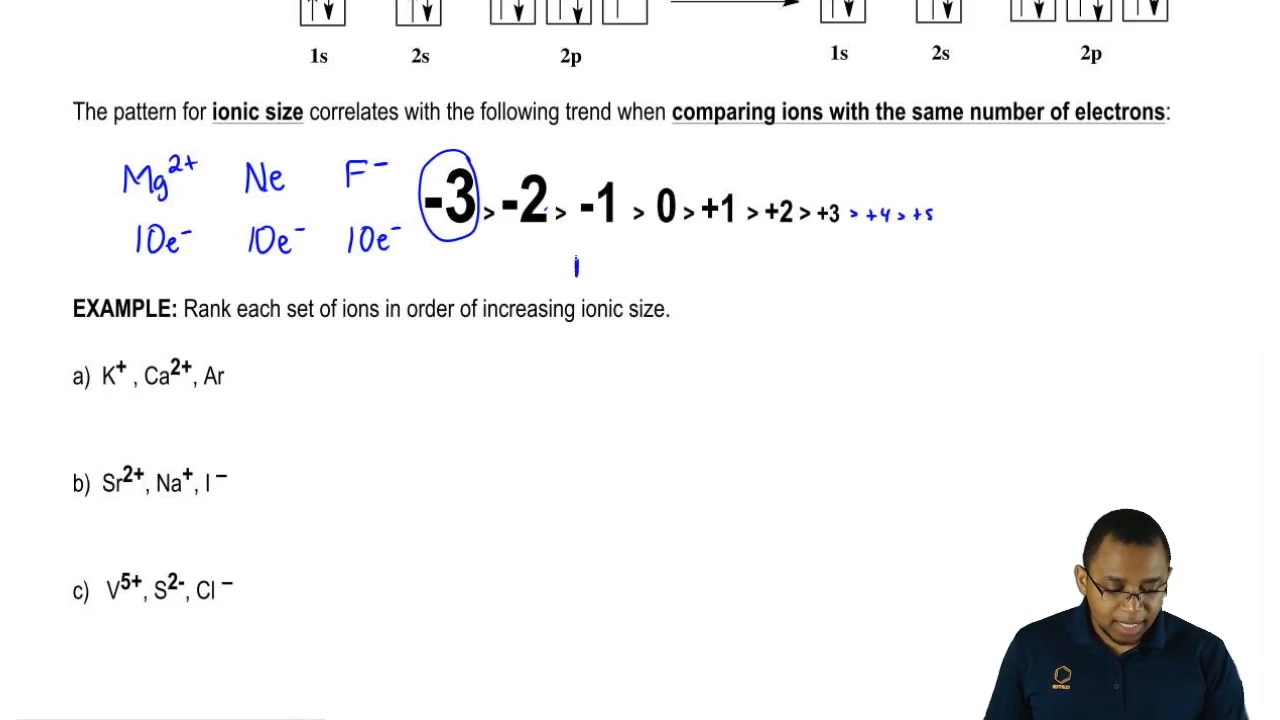 1s 2s 2p 1s 2s 2p
The pattern for ionic size correlates with the following trend when comparing ions with the same number of electrons:
Mg²⁺ Ne F⁻
-3 > -2 > -1 > 0 > +1 > +2 > +3 > +4 > +5
10e⁻ 10e⁻ 10e⁻
EXAMPLE: Rank each set of ions in order of increasing ionic size.
a) K⁺ , Ca²⁺, Ar
b) Sr²⁺, Na⁺, I⁻
c) V⁵⁺, S²⁻, Cl⁻